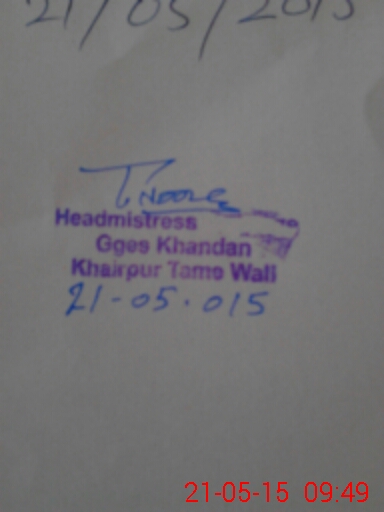 21/05/2015
Headmistress
Gges Khandan
Khairpur Tame Wali
21-05.015
21-05-15 09:49